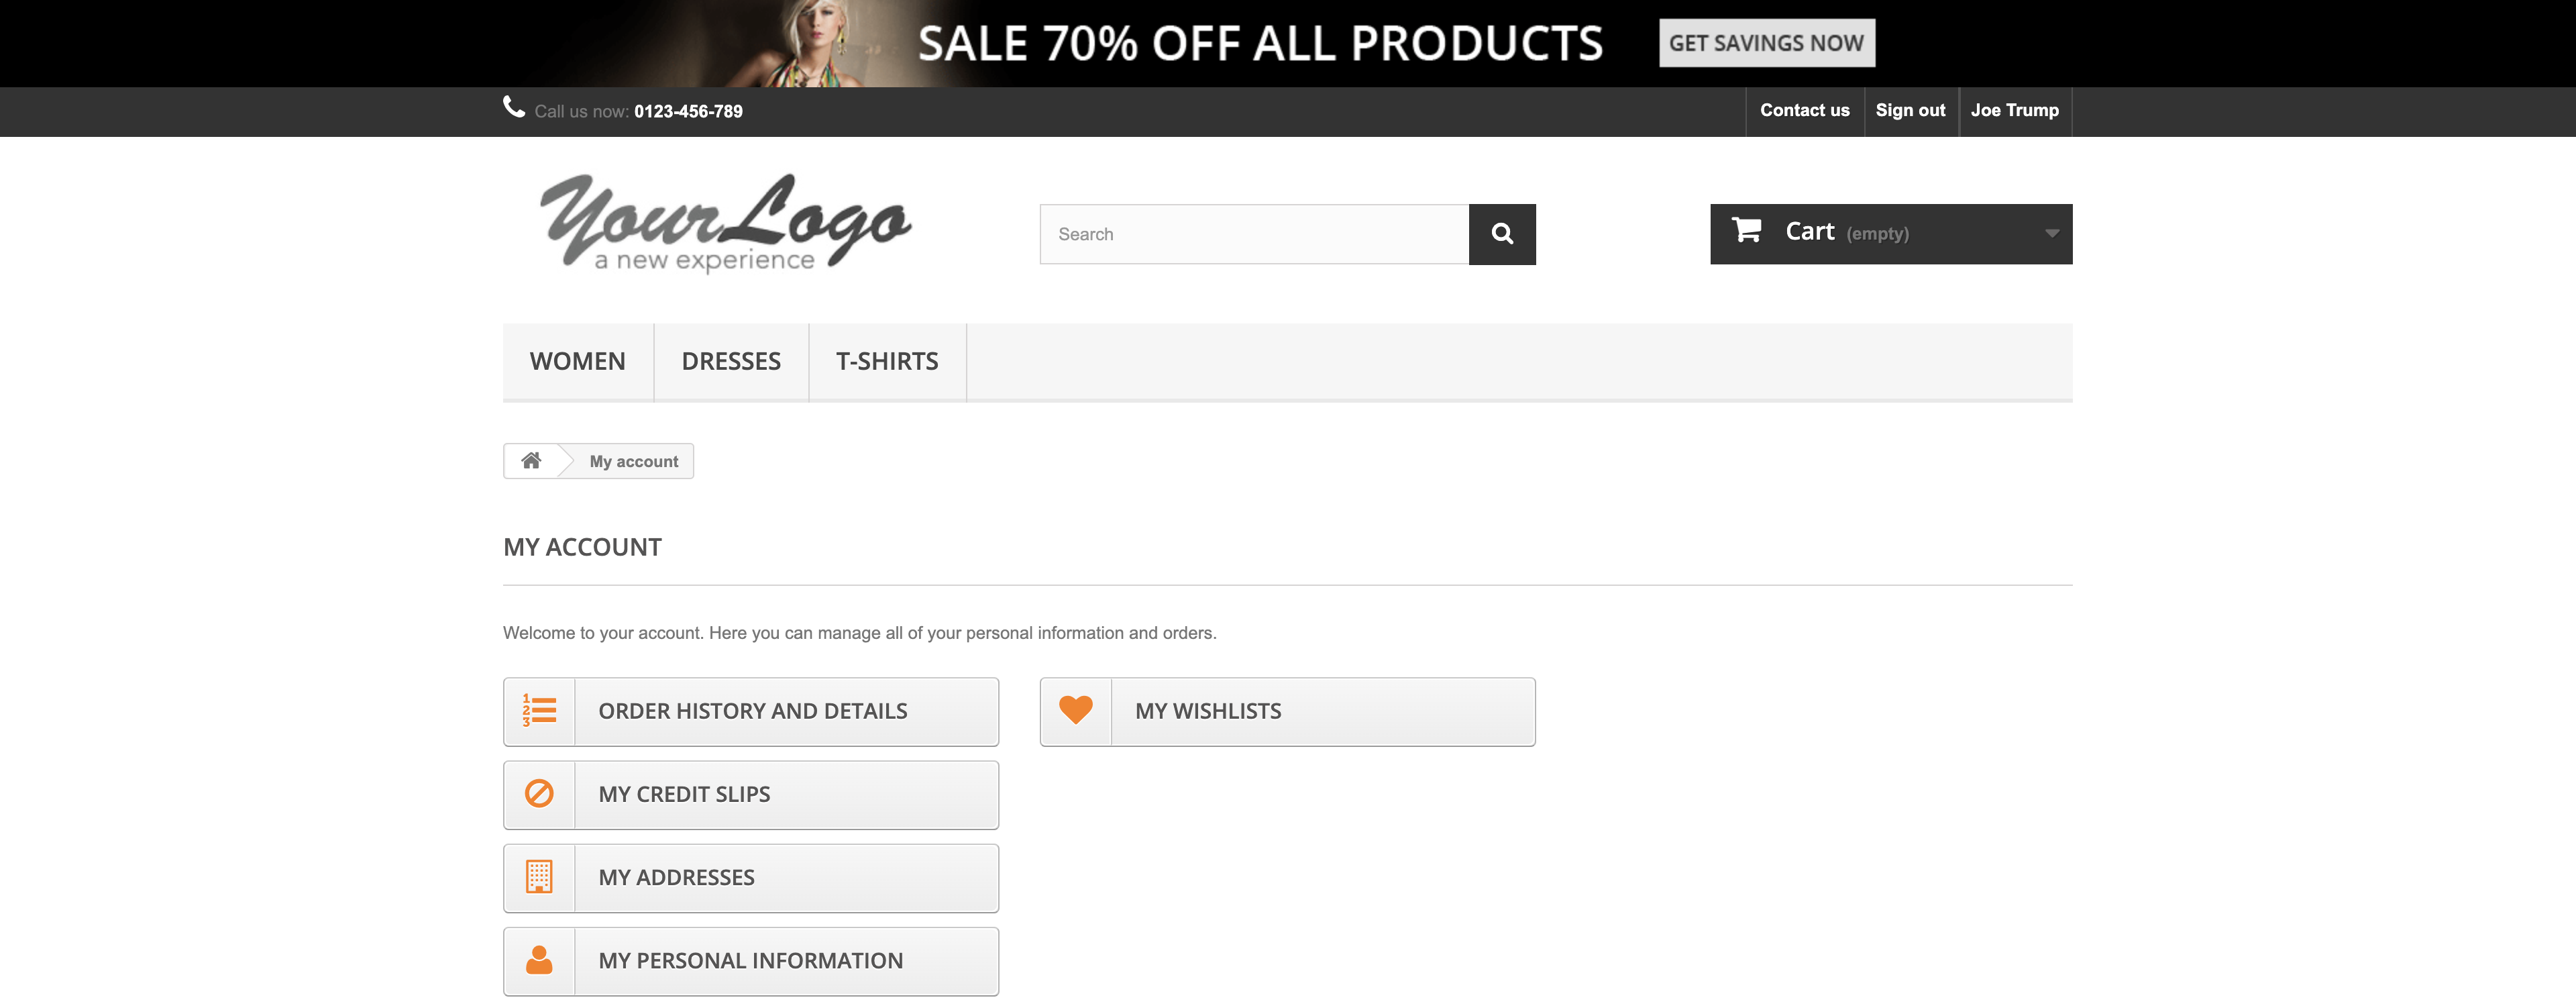 SALE 70% OFF ALL PRODUCTS GET SAVINGS NOW
Call us now: 0123-456-789 Contact us Sign out Joe Trump
Your Logo
a new experience
Search
Cart (empty)
WOMEN DRESSES T-SHIRTS
My account
MY ACCOUNT
Welcome to your account. Here you can manage all of your personal information and orders.
1
2
3
ORDER HISTORY AND DETAILS
MY CREDIT SLIPS
MY ADDRESSES
MY PERSONAL INFORMATION
MY WISHLISTS